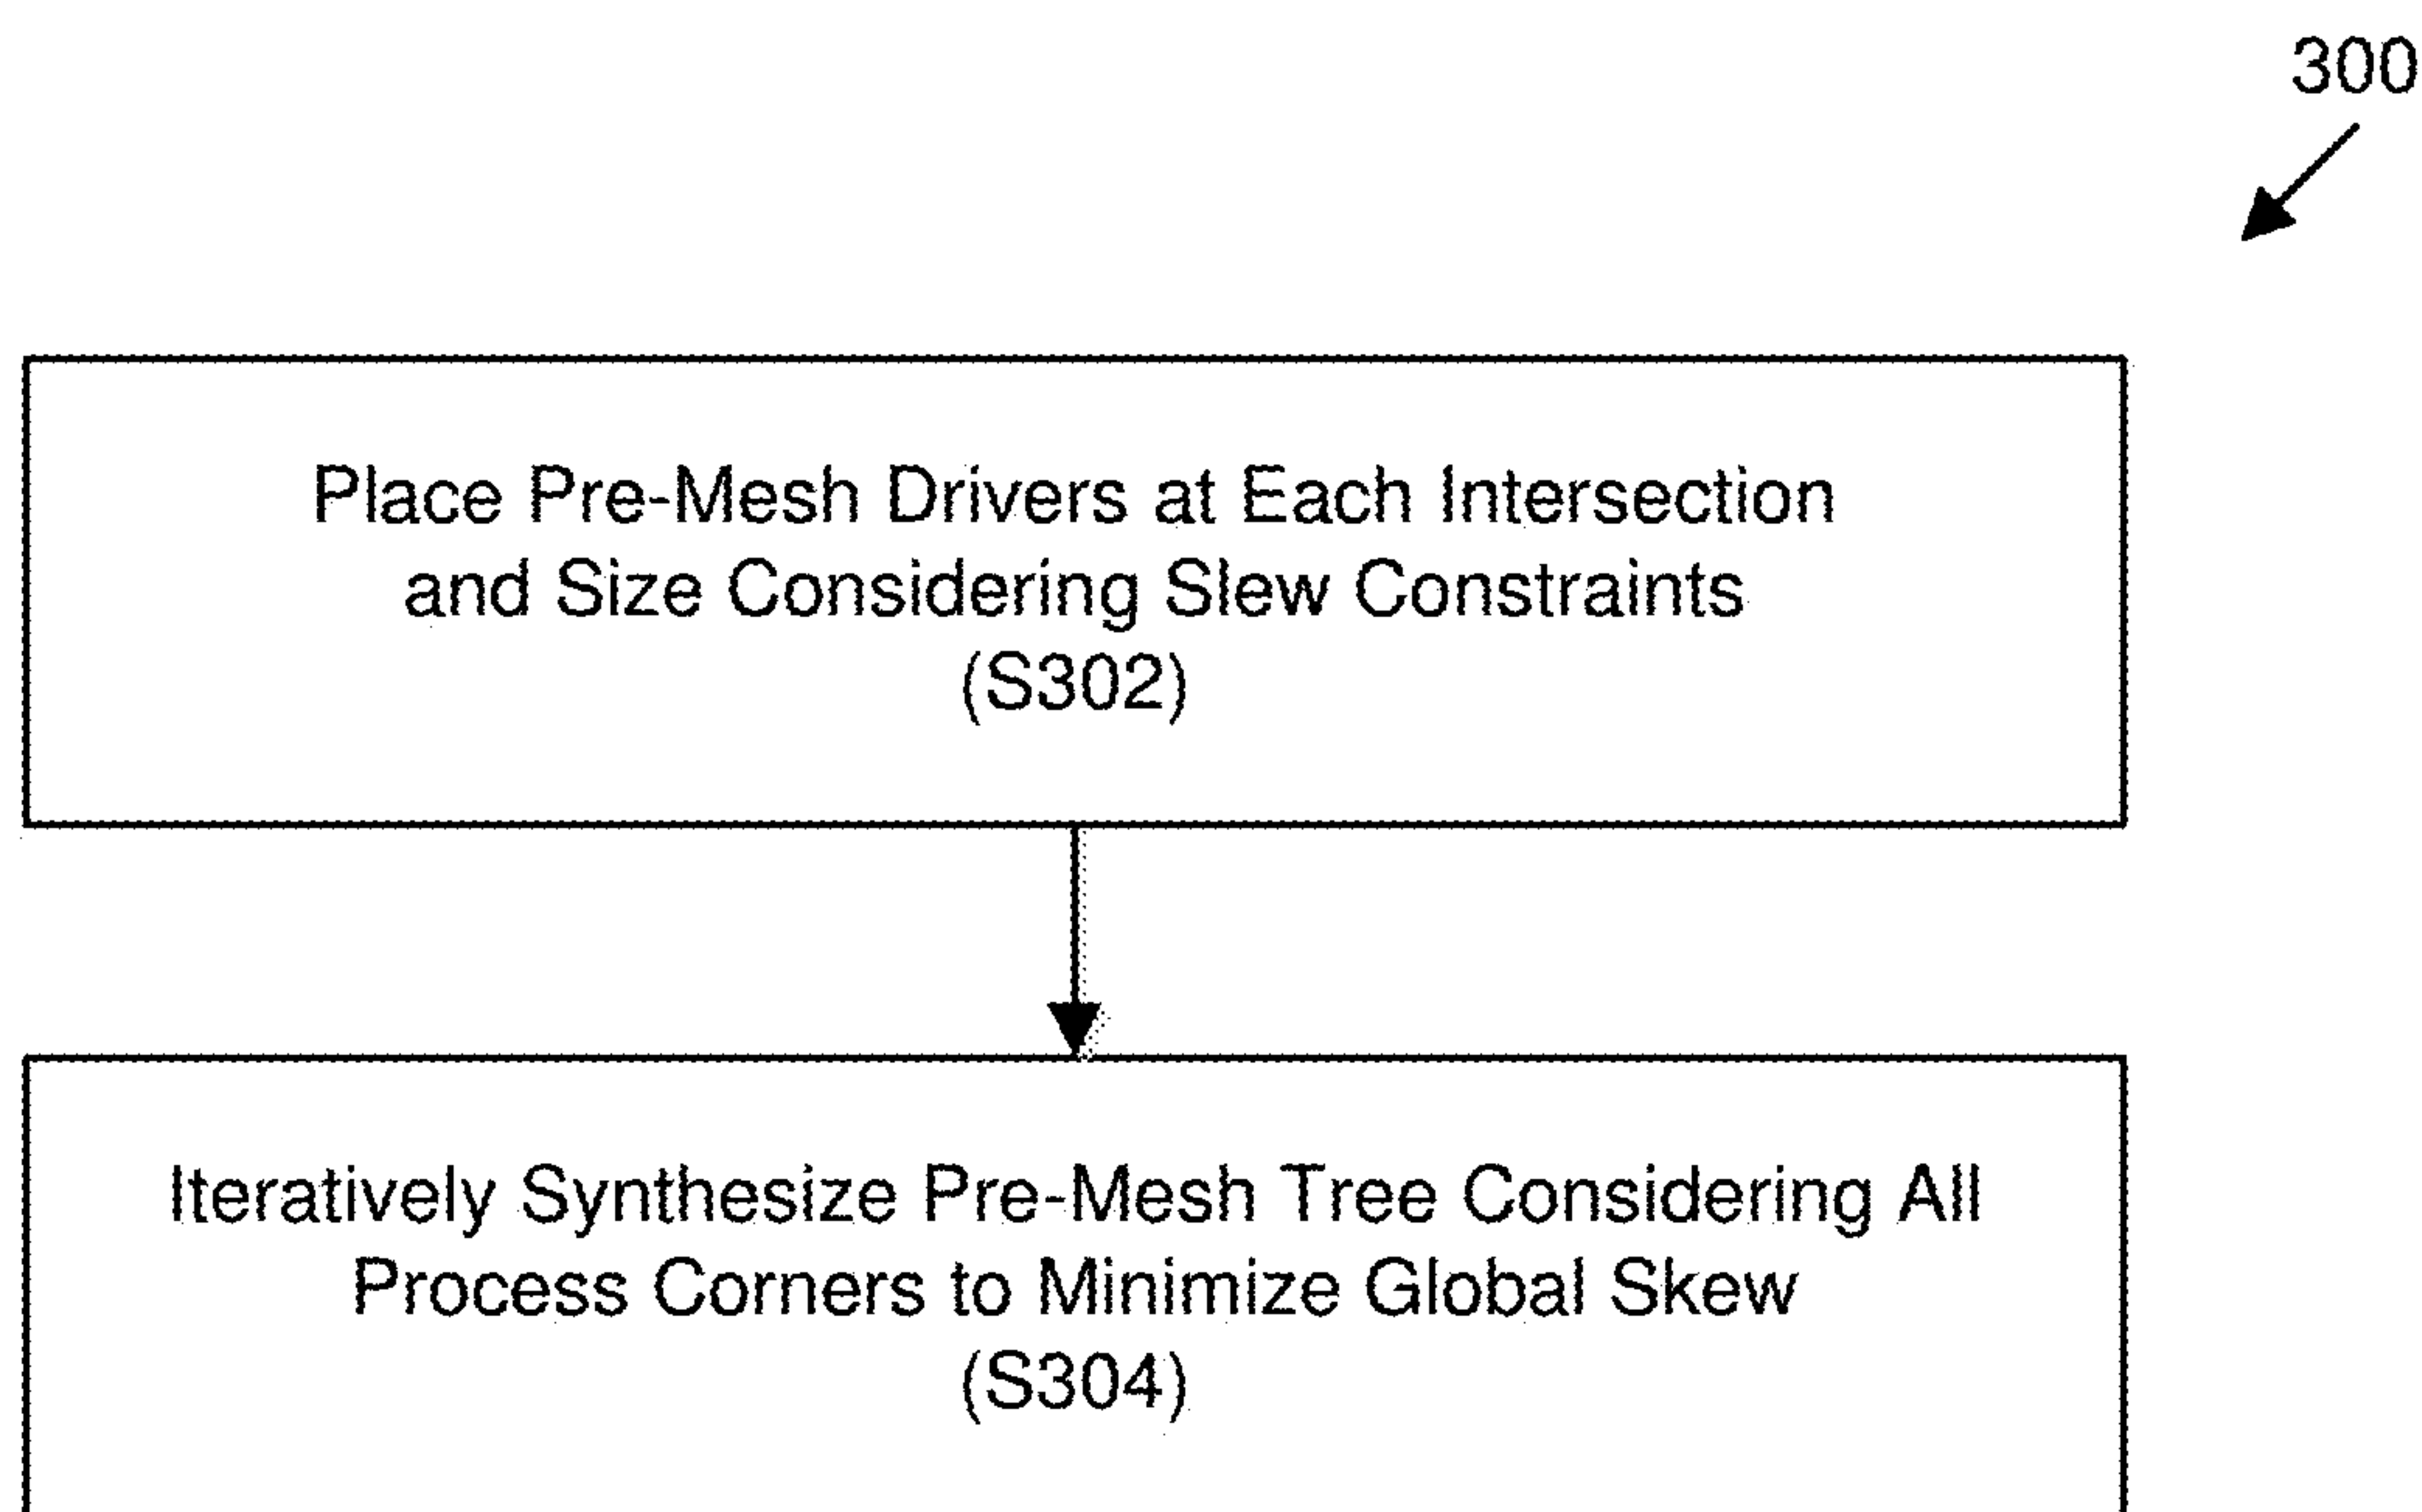 300
Place Pre-Mesh Drivers at Each Intersection
and Size Considering Slew Constraints
(S302)
Iteratively Synthesize Pre-Mesh Tree Considering All
Process Corners to Minimize Global Skew
(S304)